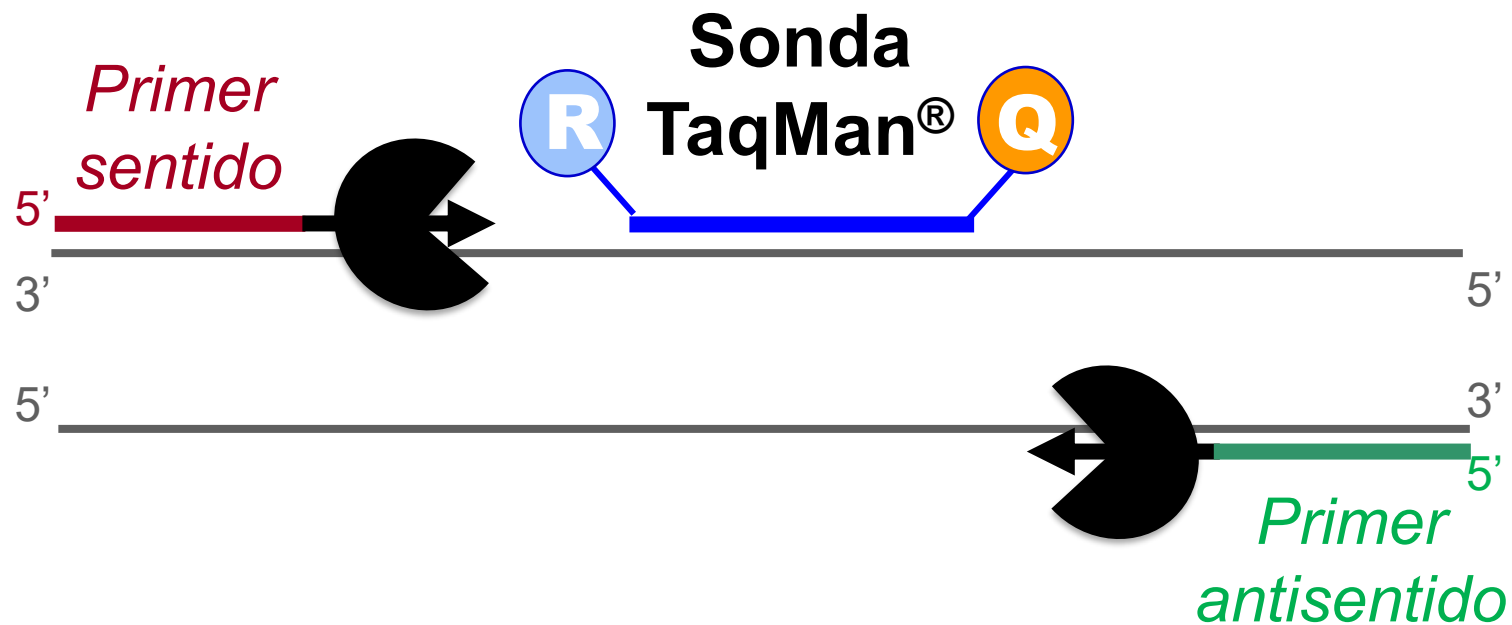 Primer
sentido
Sonda
TaqMan®
R
Q
5’
3’
5’
5’
3’
5’
Primer
antisentido